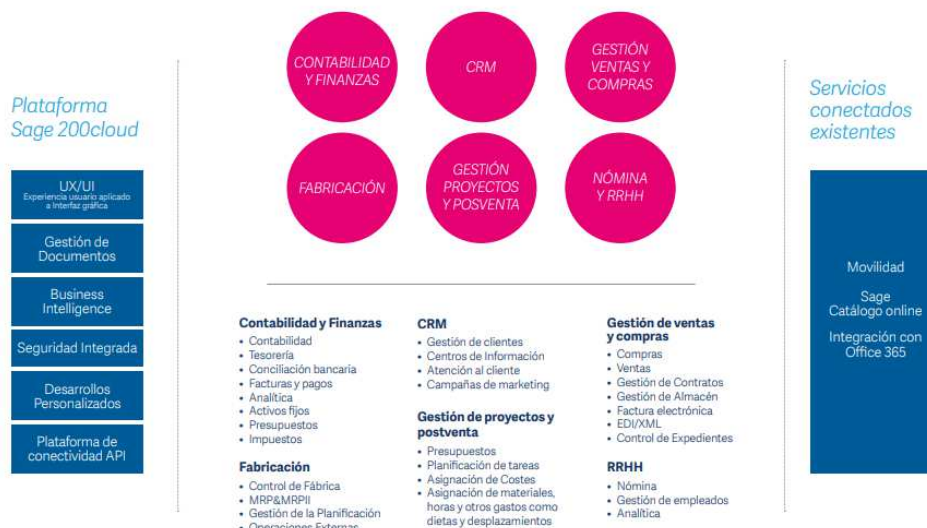 Plataforma
Sage 200cloud
UX/UI
Experiencia usuario aplicado
a Interfaz gráfica
Gestión de
Documentos
Business
Intelligence
Seguridad Integrada
Desarrollos
Personalizados
Plataforma de
conectividad API
CONTABILIDAD
Y FINANZAS
CRM
GESTIÓN
VENTAS Y
COMPRAS
FABRICACIÓN
GESTIÓN
PROYECTOS
Y POSVENTA
NÓMINA
Y RRHH
Contabilidad y Finanzas
• Contabilidad
• Tesorería
• Conciliación bancaria
• Facturas y pagos
• Analítica
• Activos fijos
• Presupuestos
• Impuestos
Fabricación
• Control de Fábrica
• MRP&MRPII
• Gestión de la Planificación
• Operaciones Externas
CRM
• Gestión de clientes
• Centros de Información
• Atención al cliente
• Campañas de marketing
Gestión de proyectos y
postventa
• Presupuestos
• Planificación de tareas
• Asignación de Costes
• Asignación de materiales,
horas y otros gastos como
dietas y desplazamientos
Gestión de ventas
y compras
• Compras
• Ventas
• Gestión de Contratos
• Gestión de Almacén
• Factura electrónica
• EDI/XML
• Control de Expedientes
RRHH
• Nómina
• Gestión de empleados
• Analítica
Servicios
conectados
existentes
Movilidad
Sage
Catálogo online
Integración con
Office 365